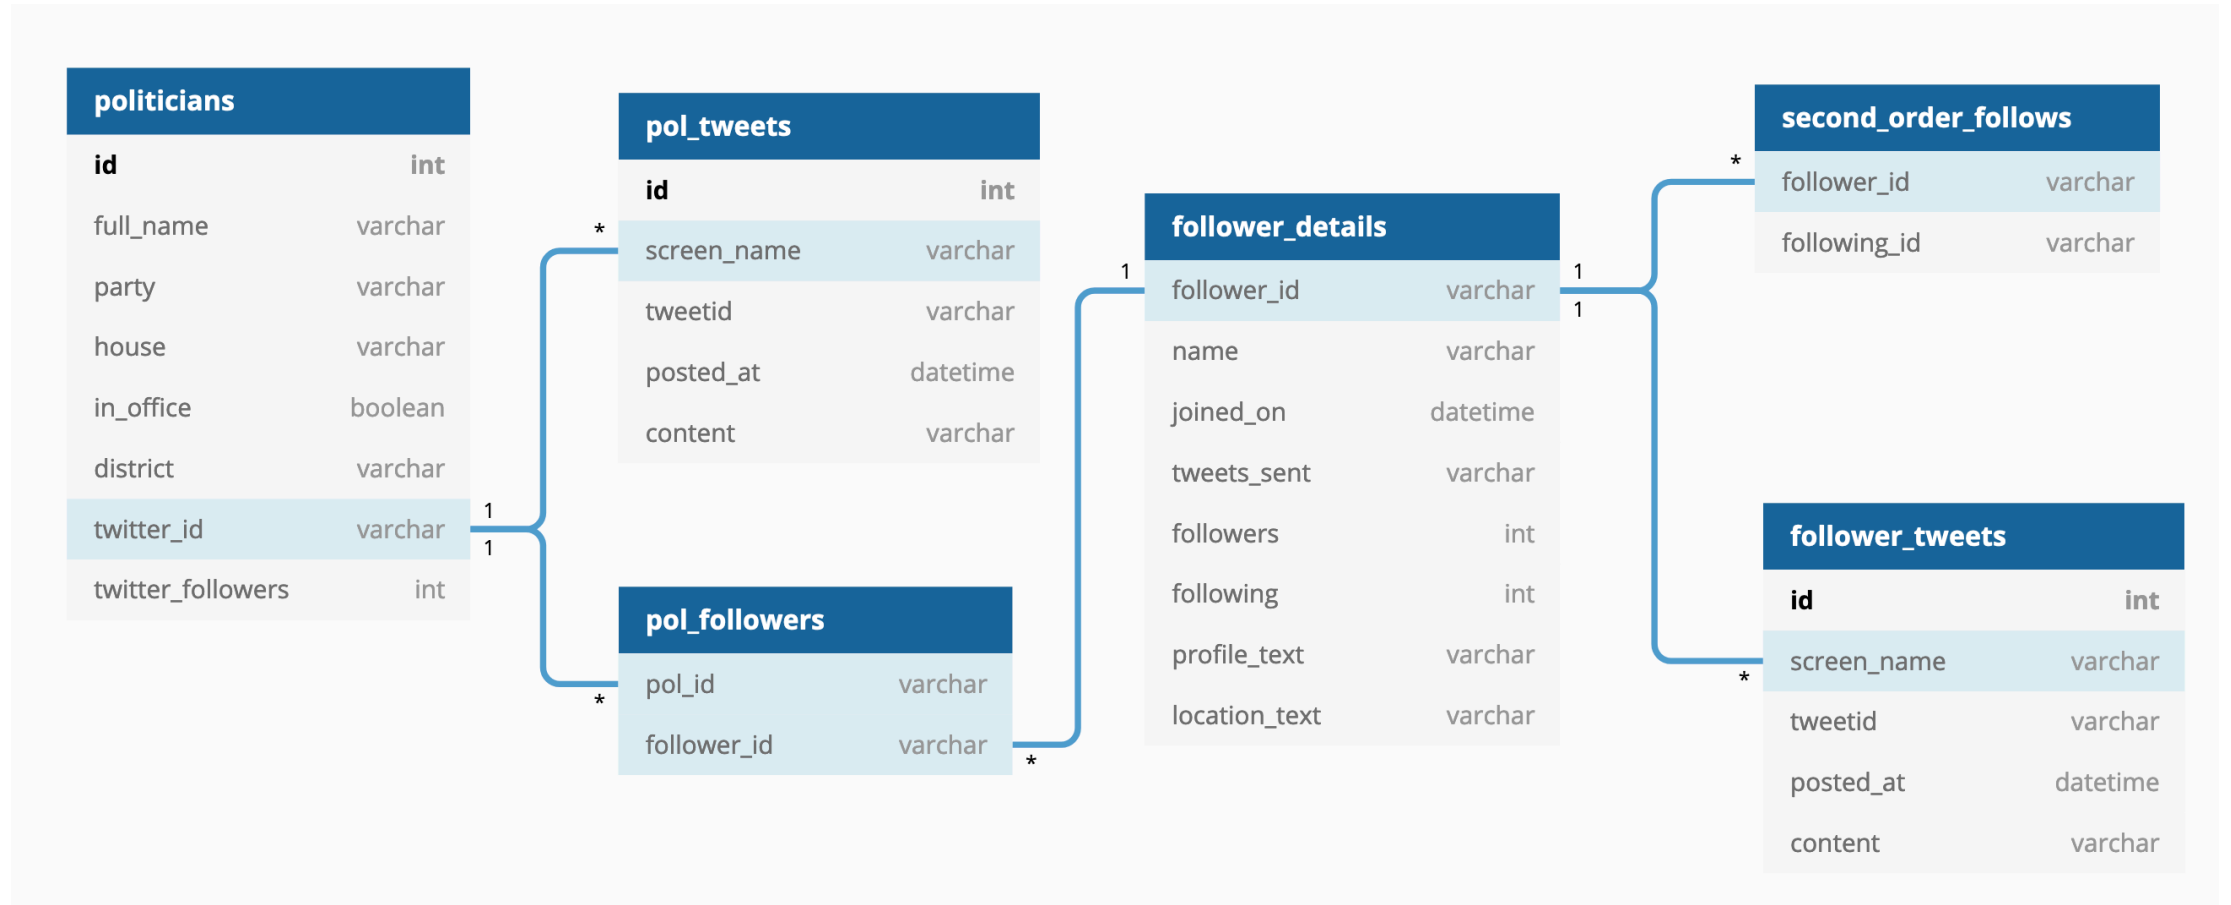 politicians
id int
full_name varchar
party varchar
house varchar
in_office boolean
district varchar
twitter_id varchar
twitter_followers int
1
1
*
*
pol_tweets
id int
screen_name varchar
tweetid varchar
posted_at datetime
content varchar
pol_followers
pol_id varchar
follower_id varchar
*
1
follower_details
follower_id varchar
name varchar
joined_on datetime
tweets_sent varchar
followers int
following int
profile_text varchar
location_text varchar
1
1
*
*
second_order_follows
follower_id varchar
following_id varchar
follower_tweets
id int
screen_name varchar
tweetid varchar
posted_at datetime
content varchar